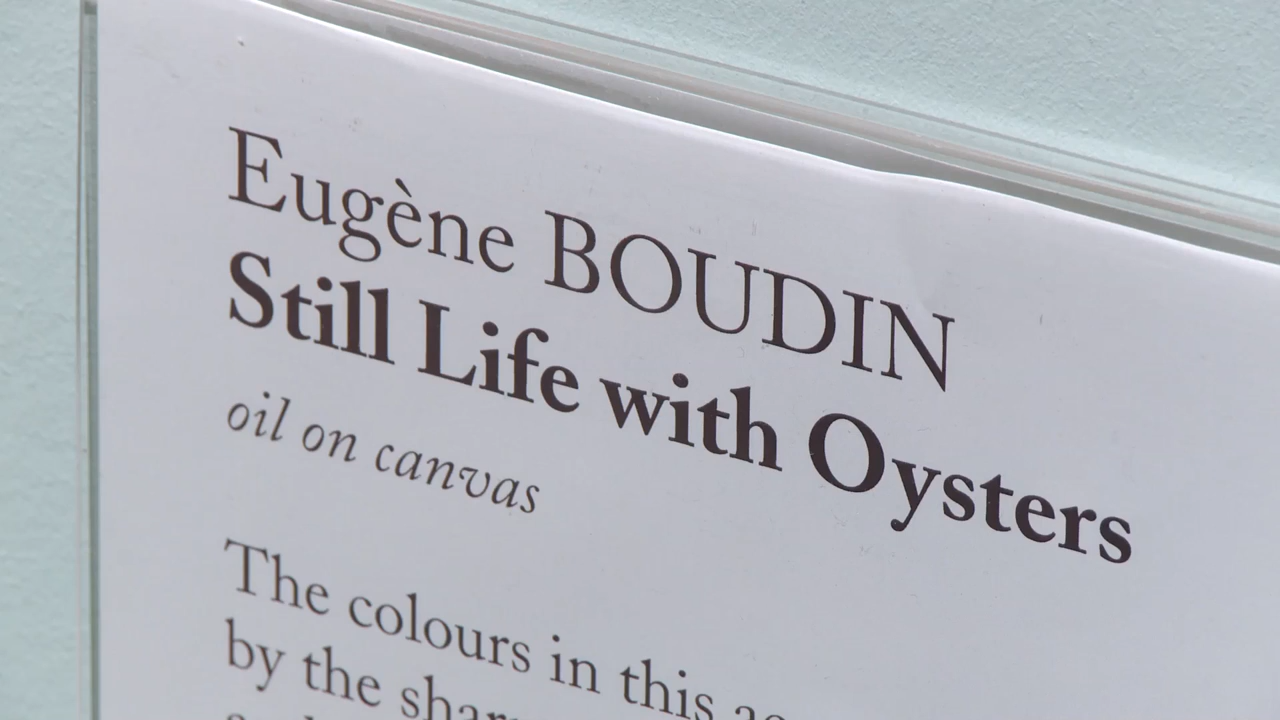 Eugène BOUDIN
Still Life with Oysters
oil on canvas
The colours in this
by the